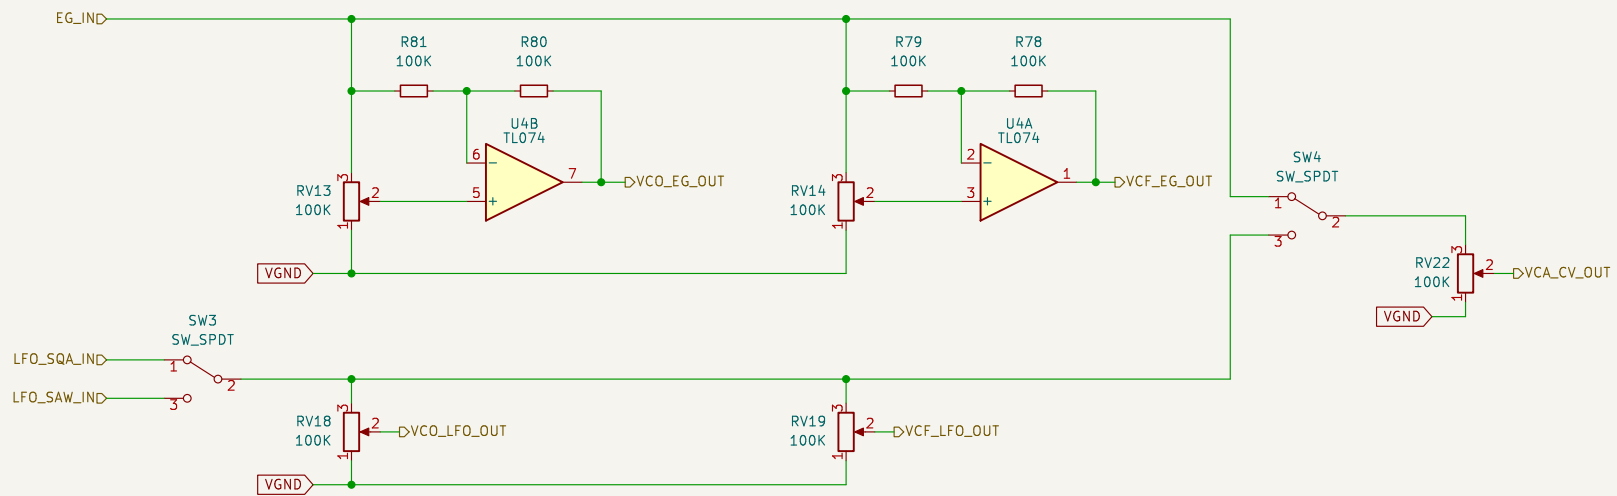 EG_IN
R81
100K
R80
100K
R79
100K
R78
100K
U4B
TL074
6
5
7
VCO_EG_OUT
U4A
TL074
2
3
1
VCF_EG_OUT
RV13
100K
3
2
1
RV14
100K
3
2
1
SW4
SW_SPDT
1
2
3
VGND
RV22
100K
3
2
1
VCA_CV_OUT
VGND
SW3
SW_SPDT
LFO_SQA_IN
1
2
LFO_SAW_IN
3
RV18
100K
3
2
1
VCO_LFO_OUT
RV19
100K
3
2
1
VCF_LFO_OUT
VGND